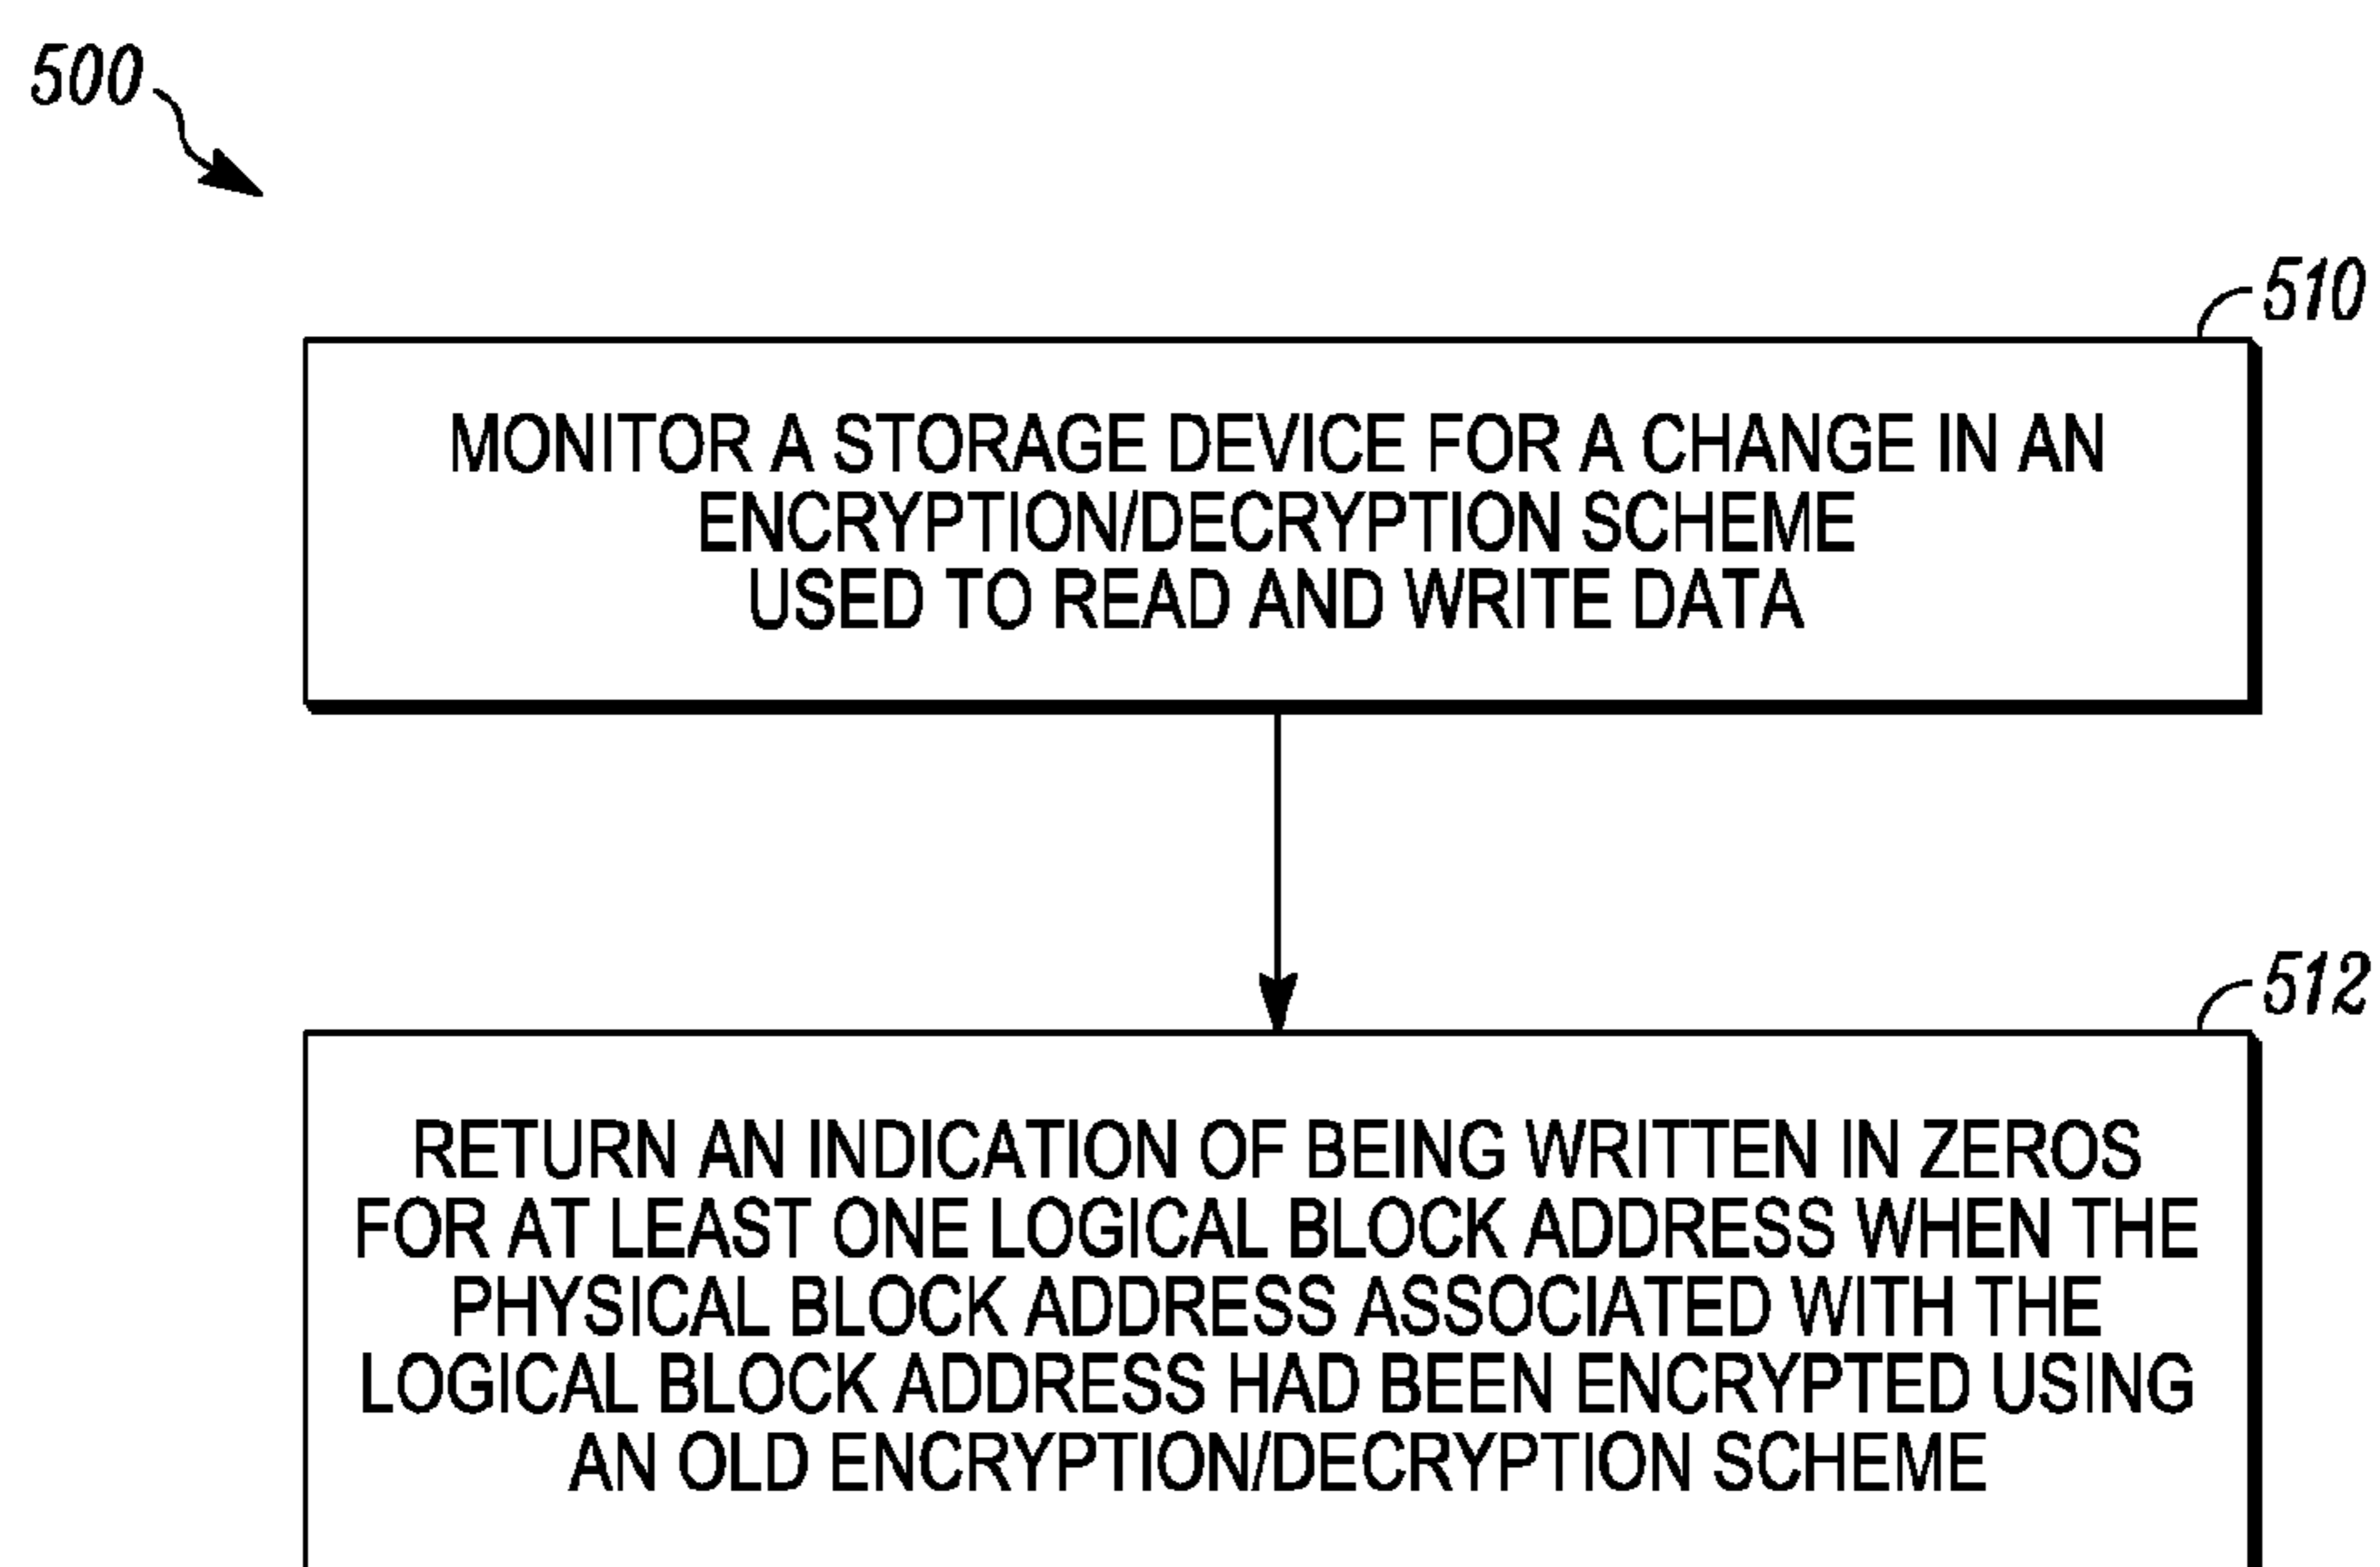 500
510
MONITOR A STORAGE DEVICE FOR A CHANGE IN AN
ENCRYPTION/DECRYPTION SCHEME
USED TO READ AND WRITE DATA
512
RETURN AN INDICATION OF BEING WRITTEN IN ZEROS
FOR AT LEAST ONE LOGICAL BLOCK ADDRESS WHEN THE
PHYSICAL BLOCK ADDRESS ASSOCIATED WITH THE
LOGICAL BLOCK ADDRESS HAD BEEN ENCRYPTED USING
AN OLD ENCRYPTION/DECRYPTION SCHEME